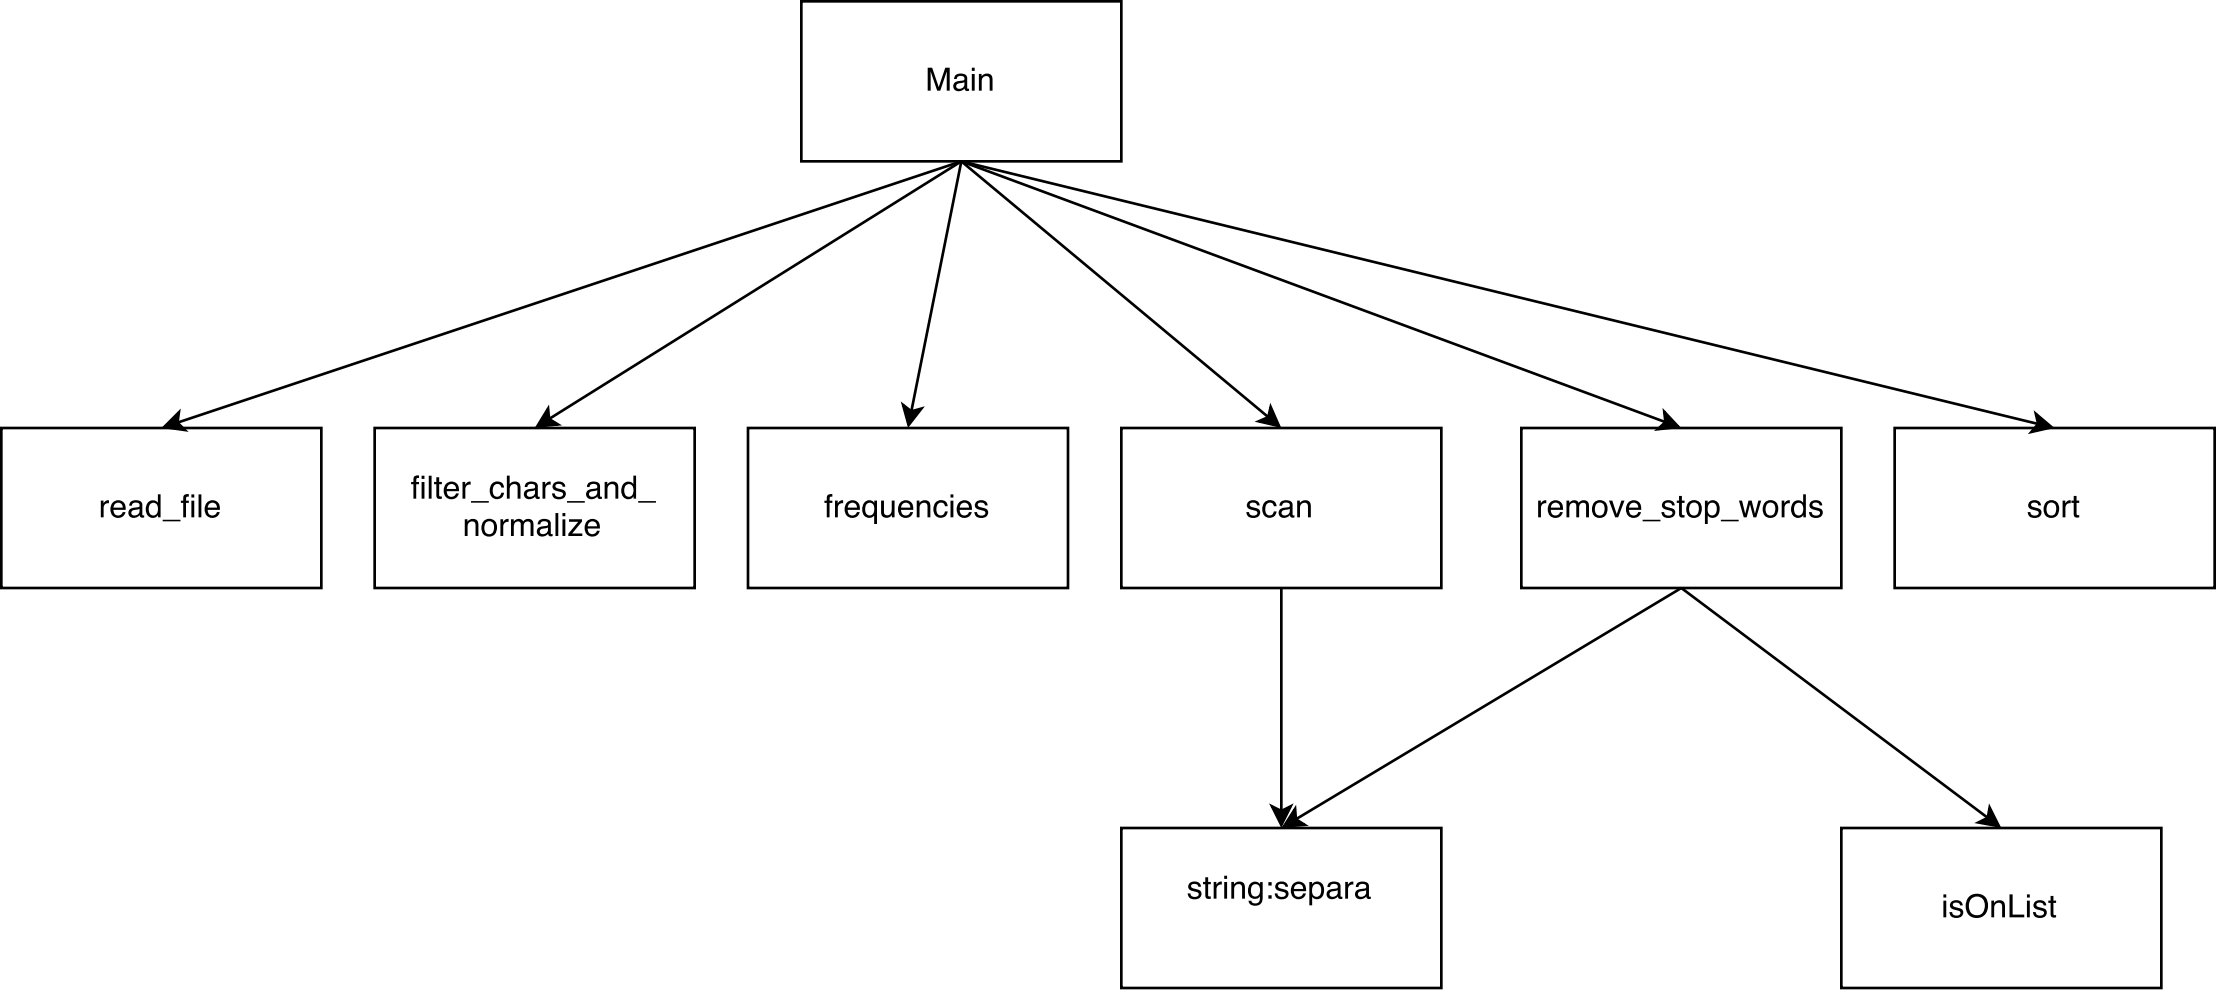 Main
read_file
filter_chars_and_
normalize
frequencies
scan
remove_stop_words
sort
string:separa
isOnList